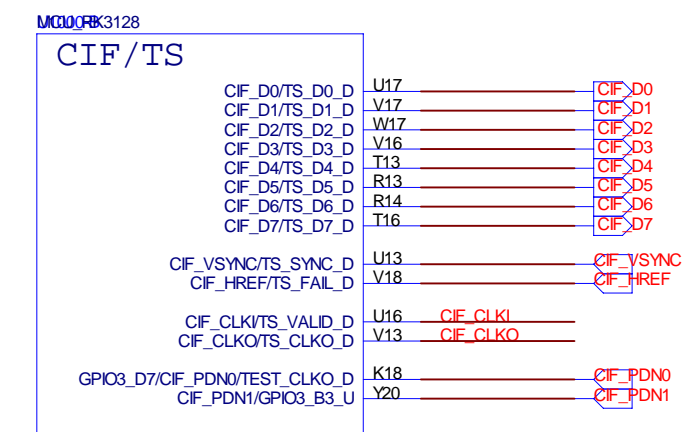 MCU_RK3128
CIF/TS
CIF_D0/TS_D0_D U17 CIF_D0
CIF_D1/TS_D1_D V17 CIF_D1
CIF_D2/TS_D2_D W17 CIF_D2
CIF_D3/TS_D3_D V16 CIF_D3
CIF_D4/TS_D4_D T13 CIF_D4
CIF_D5/TS_D5_D R13 CIF_D5
CIF_D6/TS_D6_D R14 CIF_D6
CIF_D7/TS_D7_D T16 CIF_D7
CIF_VSYNC/TS_SYNC_D U13 CIF_VSYNC
CIF_HREF/TS_FAIL_D V18 CIF_HREF
CIF_CLKI/TS_VALID_D U16 CIF_CLKI
CIF_CLKO/TS_CLKO_D V13 CIF_CLKO
GPIO3_D7/CIF_PDN0/TEST_CLKO_D K18 CIF_PDN0
CIF_PDN1/GPIO3_B3_U Y20 CIF_PDN1